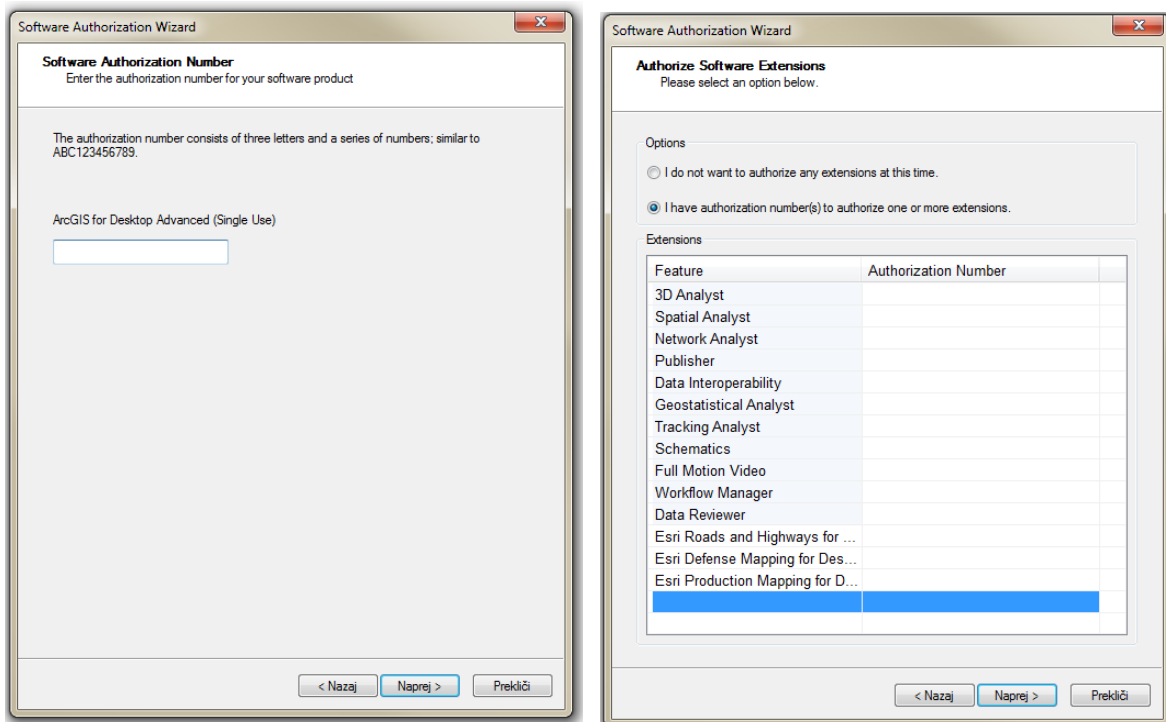 Software Authorization Wizard
Software Authorization Number
Enter the authorization number for your software product
The authorization number consists of three letters and a series of numbers; similar to
ABC123456789.
ArcGIS for Desktop Advanced (Single Use)
< Nazaj
Naprej >
Prekliči
Software Authorization Wizard
Authorize Software Extensions
Please select an option below.
Options
I do not want to authorize any extensions at this time.
I have authorization number(s) to authorize one or more extensions.
Extensions
Feature Authorization Number
3D Analyst
Spatial Analyst
Network Analyst
Publisher
Data Interoperability
Geostatistical Analyst
Tracking Analyst
Schematics
Full Motion Video
Workflow Manager
Data Reviewer
Esri Roads and Highways for ...
Esri Defense Mapping for Des...
Esri Production Mapping for D...
< Nazaj
Naprej >
Prekliči